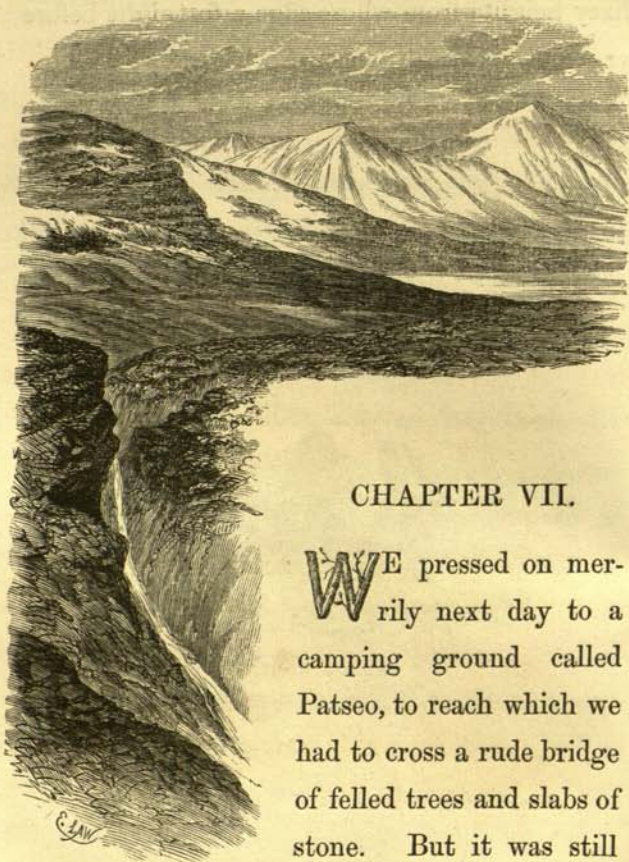 CHAPTER VII.
WE pressed on mer-
rily next day to a
camping ground called
Patseo, to reach which we
had to cross a rude bridge
of felled trees and slabs of
stone. But it was still
E. LAW